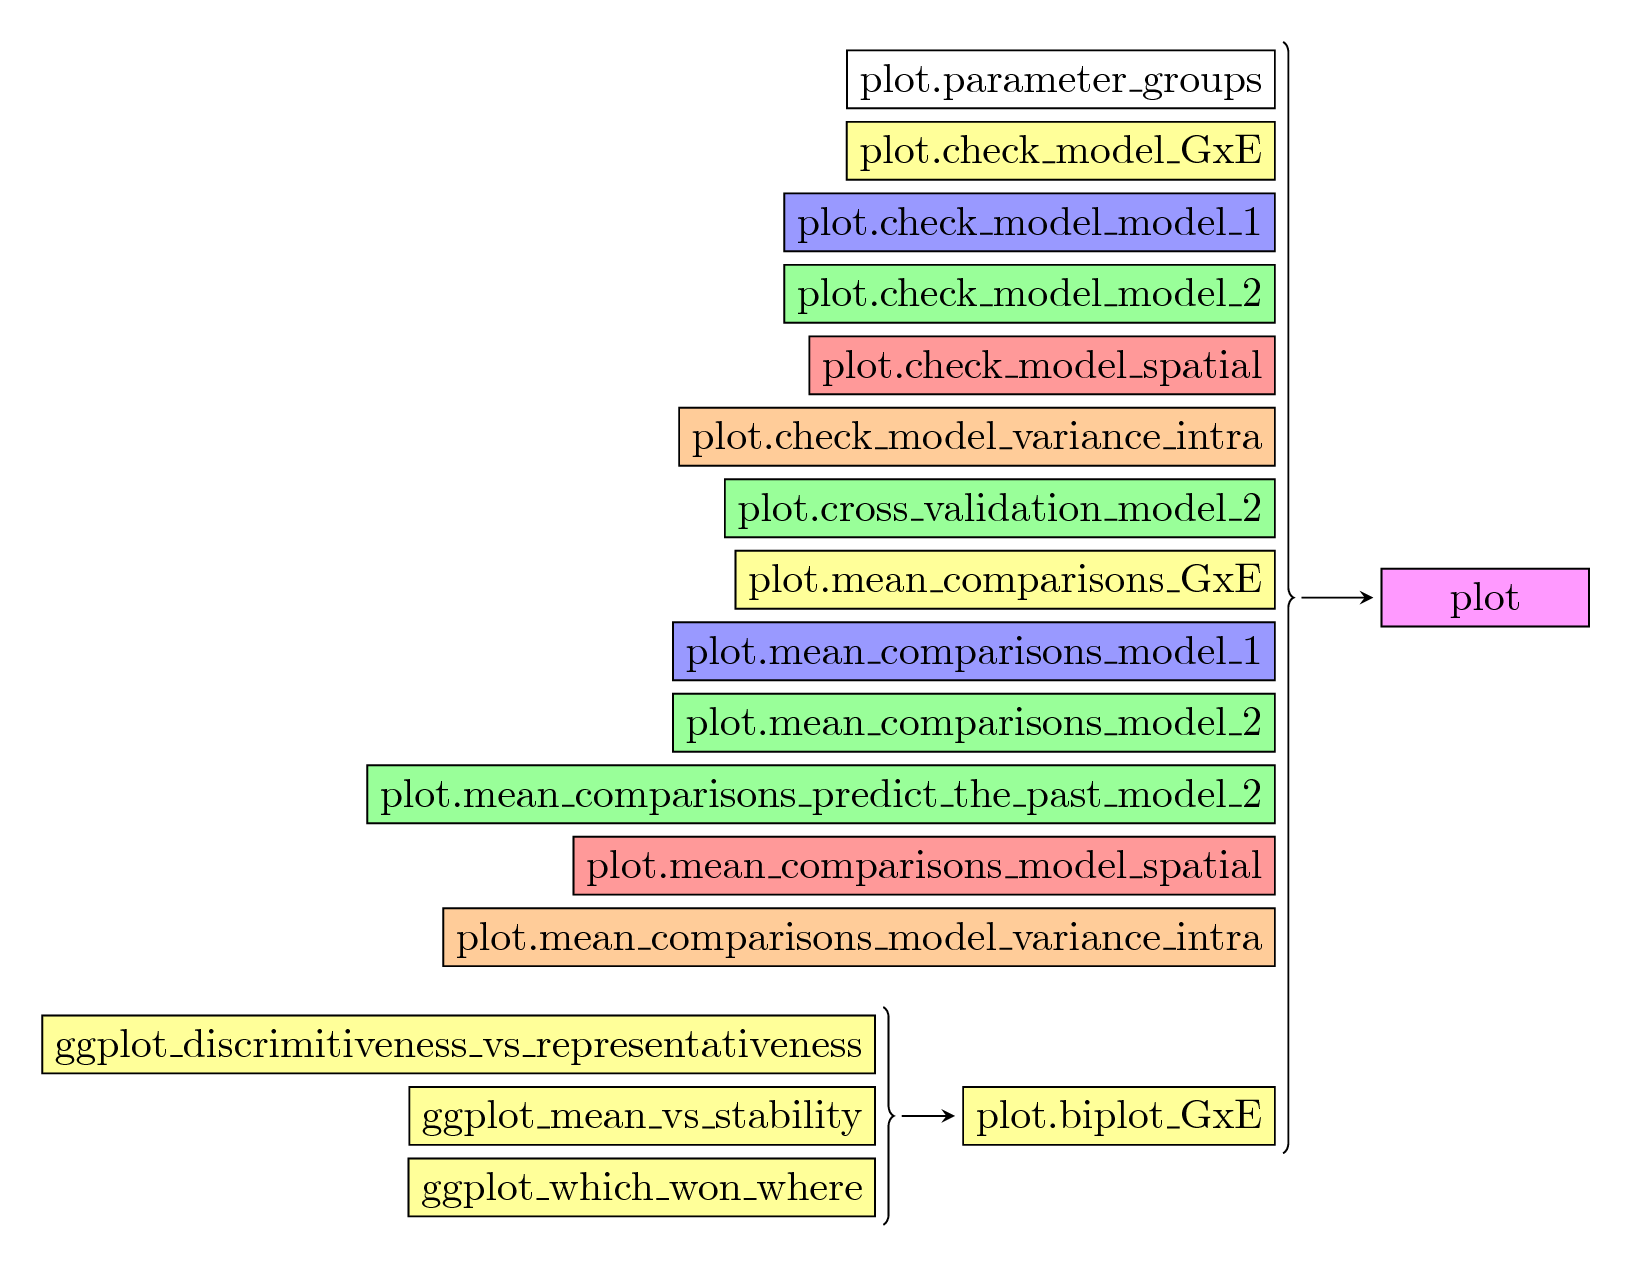 plot.parameter_groups
plot.check_model_GxE
plot.check_model_model_1
plot.check_model_model_2
plot.check_model_spatial
plot.check_model_variance_intra
plot.cross_validation_model_2
plot.mean_comparisons_GxE
plot
plot.mean_comparisons_model_1
plot.mean_comparisons_model_2
plot.mean_comparisons_predict_the_past_model_2
plot.mean_comparisons_model_spatial
plot.mean_comparisons_model_variance_intra
ggplot_discrimitiveness_vs_representativeness
ggplot_mean_vs_stability
plot.biplot_GxE
ggplot_which_won_where